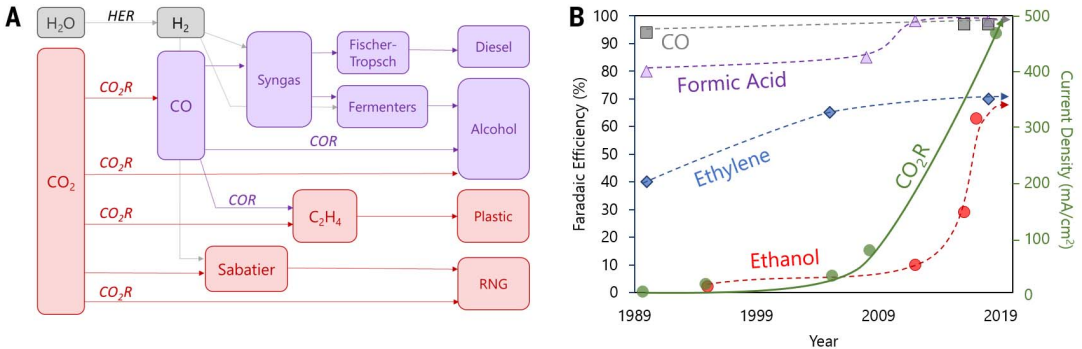 A
H2O
HER
H2
Syngas
Fischer-
Tropsch
Diesel
CO2R
CO
Fermenters
Alcohol
COR
CO2
CO2R
COR
CO2R
C2H4
Plastic
Sabatier
CO2R
RNG
B
100
90
80
70
60
50
40
30
20
10
0
Faradaic Efficiency (%)
CO
Formic Acid
Ethylene
CO2R
Ethanol
500
400
300
200
100
0
Current Density (mA/cm2)
1989
1999
2009
2019
Year